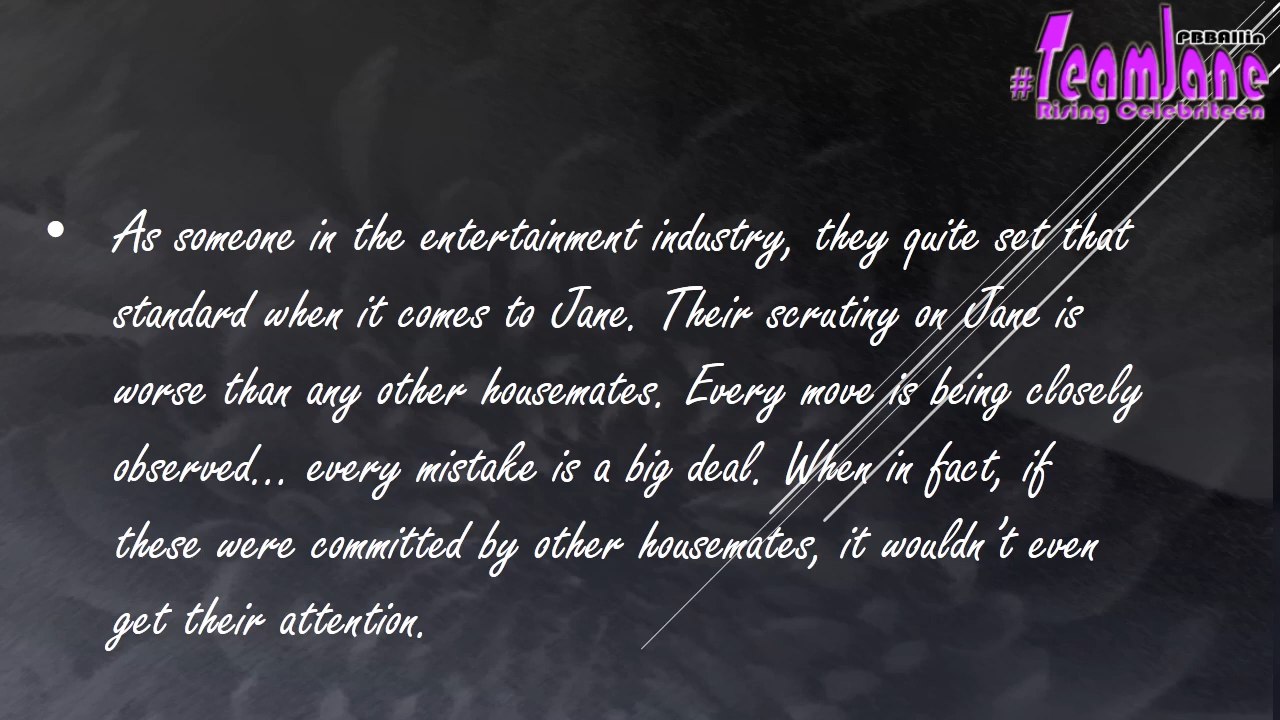 PBBAllin
#TeamJane
Rising Celebriteen
• As someone in the entertainment industry, they quite set that
standard when it comes to Jane. Their scrutiny on Jane is
worse than any other housemates. Every move is being closely
observed... every mistake is a big deal. When in fact, if
these were committed by other housemates, it wouldn't even
get their attention.